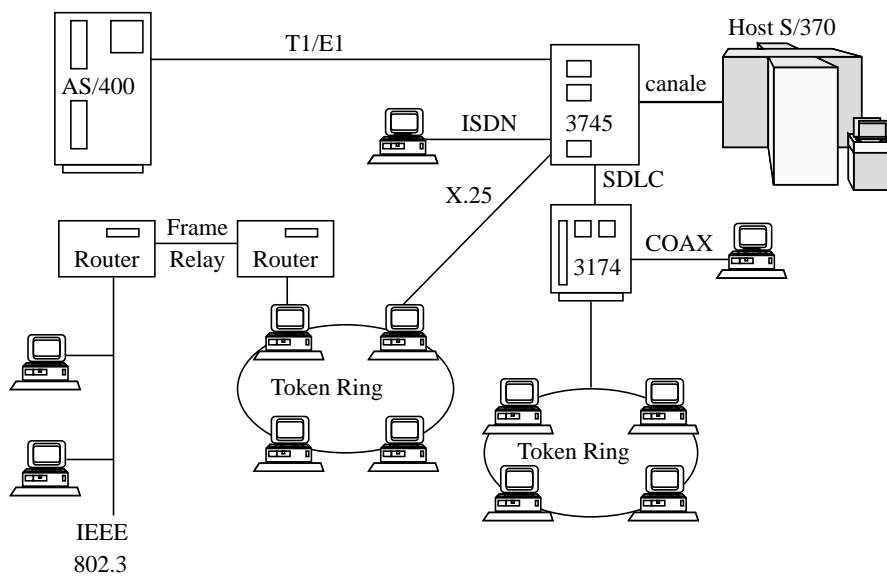 Host S/370
T1/E1
AS/400
canale
ISDN
3745
SDLC
X.25
Frame
Relay
Router
Router
COAX
3174
Token Ring
Token Ring
IEEE
802.3